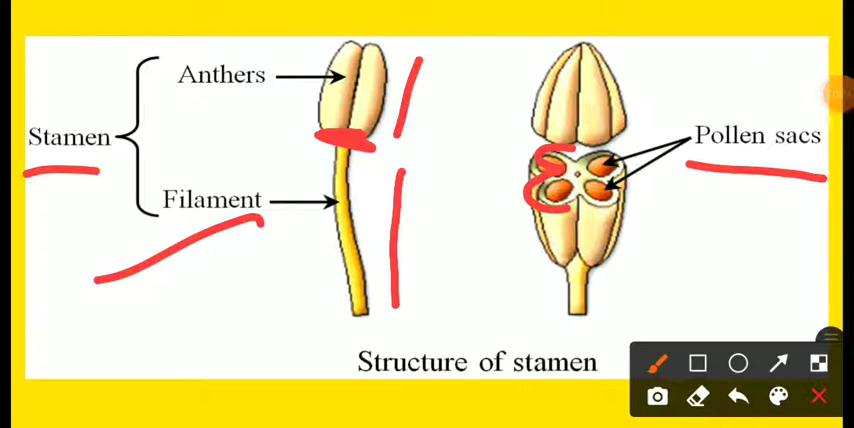 Anthers
Stamen
Filament
Pollen sacs
Structure of stamen